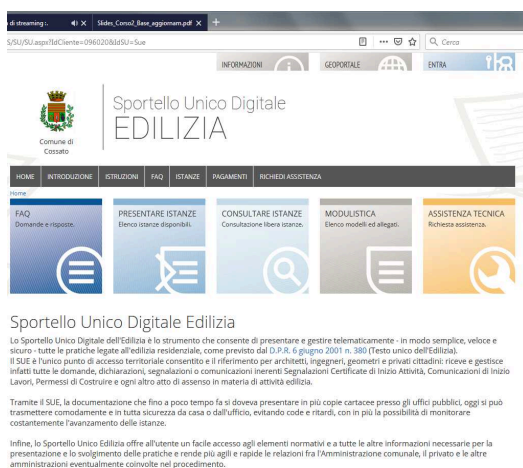 a di streaming :.
Slides_Corso2_Base_aggiornam.pdf
S/SU/SU.aspx?IdCliente=096020&IdSU=Sue
Cerca
INFORMAZIONI
GEOPORTALE
ENTRA
Comune di
Cossato
Sportello Unico Digitale
EDILIZIA
HOME INTRODUZIONE ISTRUZIONI FAQ ISTANZE PAGAMENTI RICHIEDI ASSISTENZA
Home
FAQ
Domande e risposte.
PRESENTARE ISTANZE
Elenco istanze disponibili.
CONSULTARE ISTANZE
Consultazione libera istanze.
MODULISTICA
Elenco modelli ed allegati.
ASSISTENZA TECNICA
Richiesta assistenza.
Sportello Unico Digitale Edilizia
Lo Sportello Unico Digitale dell'Edilizia è lo strumento che consente di presentare e gestire telematicamente - in modo semplice, veloce e
sicuro - tutte le pratiche legate all'edilizia residenziale, come previsto dal D.P.R. 6 giugno 2001 n. 380 (Testo unico dell'Edilizia).
Il SUE è l'unico punto di accesso territoriale consentito e il riferimento per architetti, ingegneri, geometri e privati cittadini: riceve e gestisce
infatti tutte le domande, dichiarazioni, segnalazioni o comunicazioni inerenti Segnalazioni Certificate di Inizio Attività, Comunicazioni di Inizio
Lavori, Permessi di Costruire e ogni altro atto di assenso in materia di attività edilizia.
Tramite il SUE, la documentazione che fino a poco tempo fa si doveva presentare in più copie cartacee presso gli uffici pubblici, oggi si può
trasmettere comodamente e in tutta sicurezza da casa o dall'ufficio, evitando code e ritardi, con in più la possibilità di monitorare
costantemente l'avanzamento delle istanze.
Infine, lo Sportello Unico Edilizia offre all'utente un facile accesso agli elementi normativi e a tutte le altre informazioni necessarie per la
presentazione e lo svolgimento delle pratiche e rende più agili e rapide le relazioni fra l'Amministrazione comunale, il privato e le altre
amministrazioni eventualmente coinvolte nel procedimento.